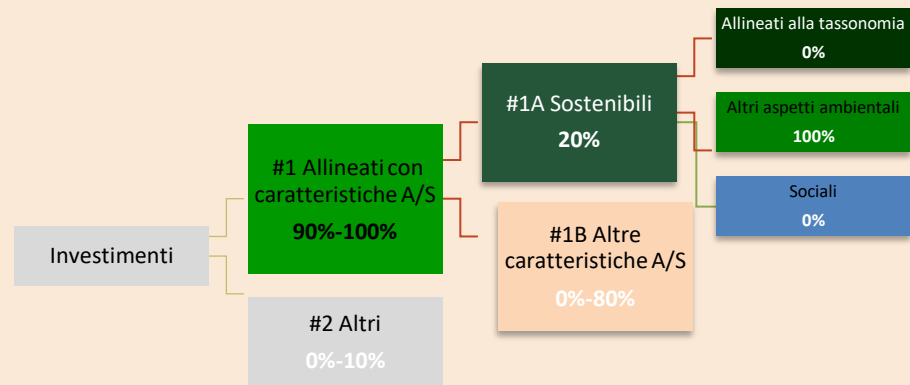 Investimenti
#1 Allineati con
caratteristiche A/S
90%-100%
#2 Altri
0%-10%
#1A Sostenibili
20%
#1B Altre
caratteristiche A/S
0%-80%
Allineati alla tassonomia
0%
Altri aspetti ambientali
100%
Sociali
0%